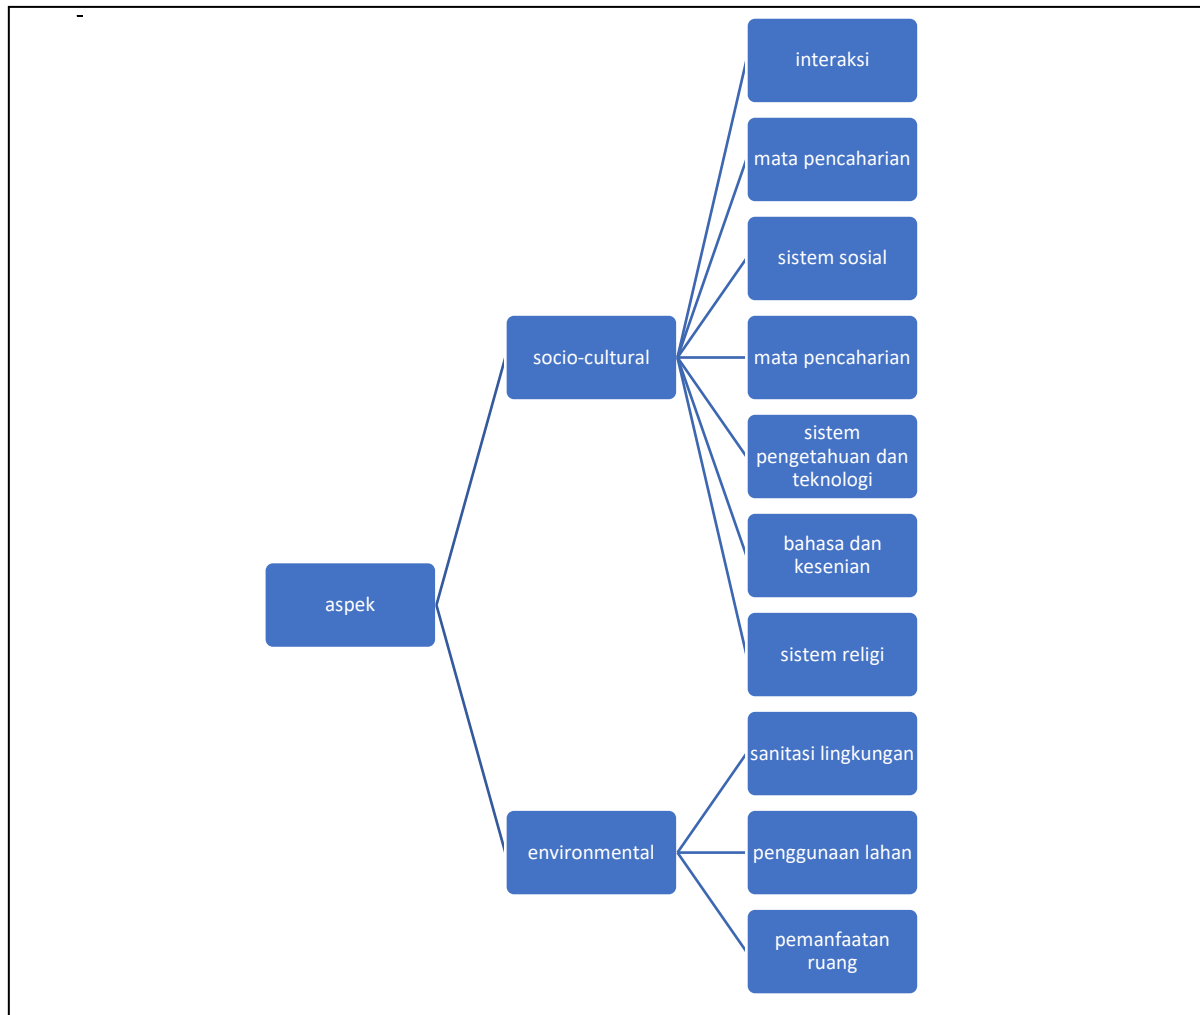 -
interaksi
mata pencaharian
sistem sosial
socio-cultural
mata pencaharian
sistem
pengetahuan dan
teknologi
bahasa dan
kesenian
aspek
sistem religi
sanitasi lingkungan
environmental
penggunaan lahan
pemanfaatan
ruang